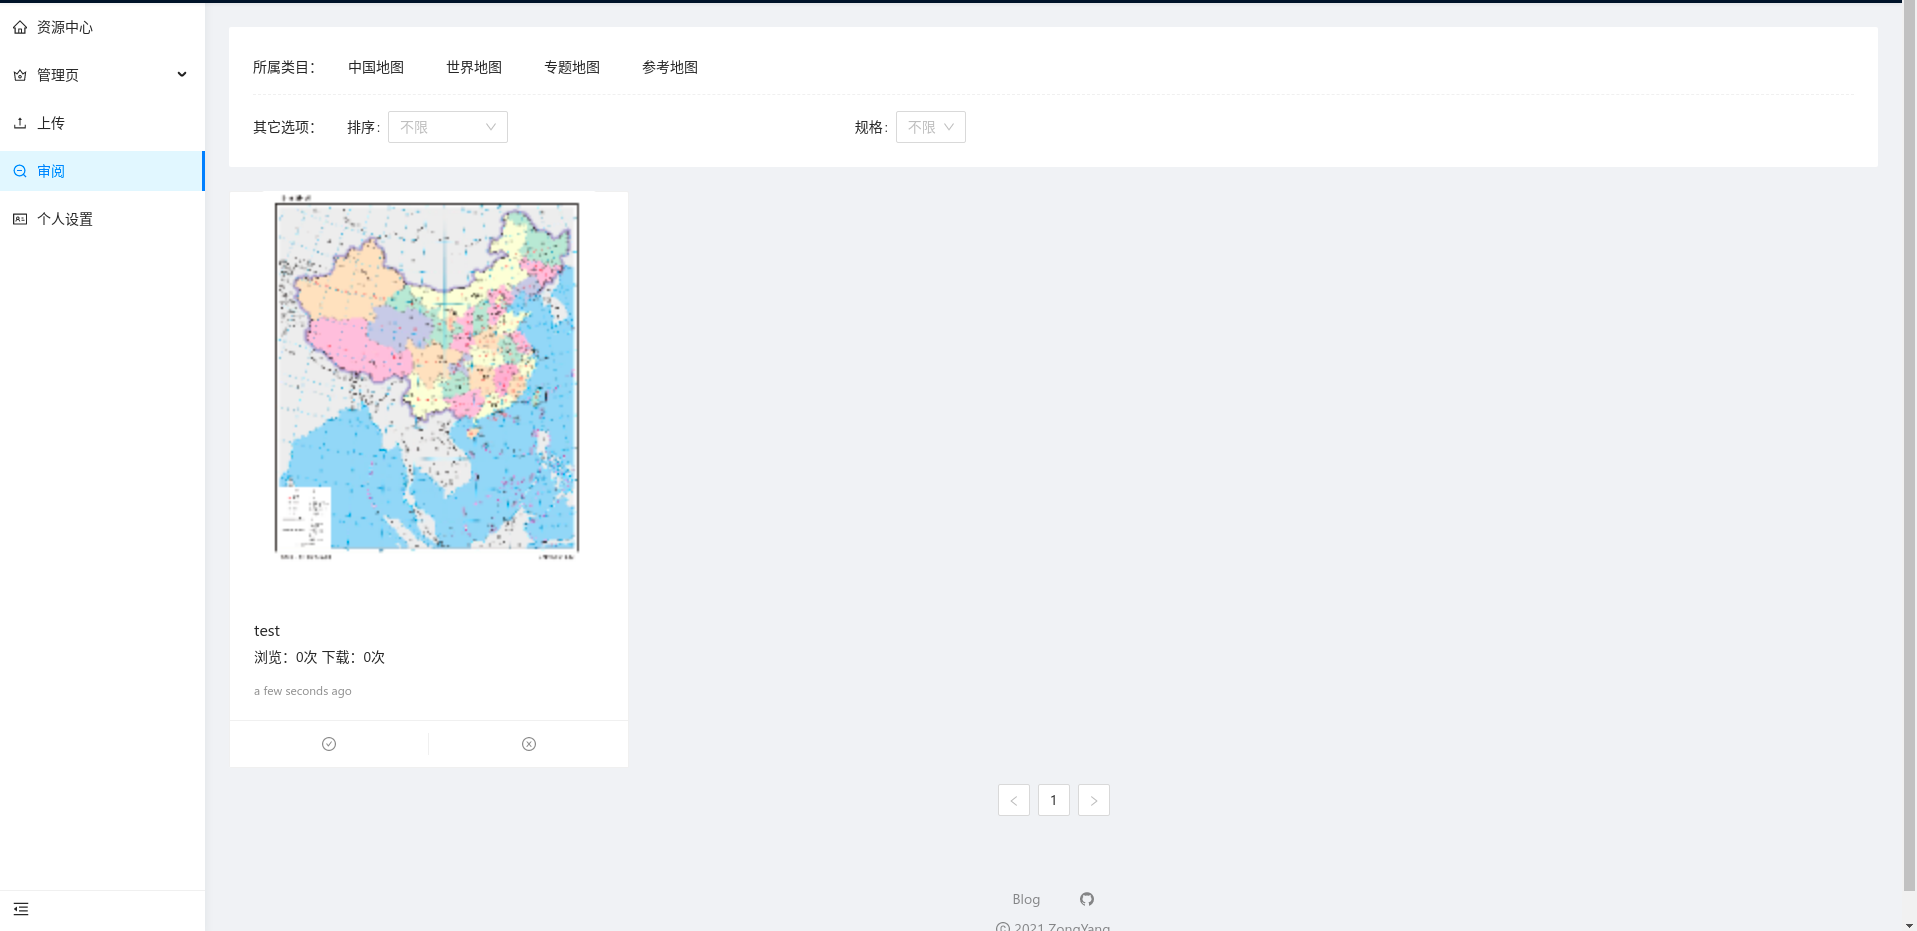 资源中心
管理页
上传
审阅
个人设置
所属类目： 中国地图 世界地图 专题地图 参考地图
其它选项： 排序: 不限 规格: 不限
test
浏览：0次 下载：0次
a few seconds ago
1
Blog
© 2021 ZongYang